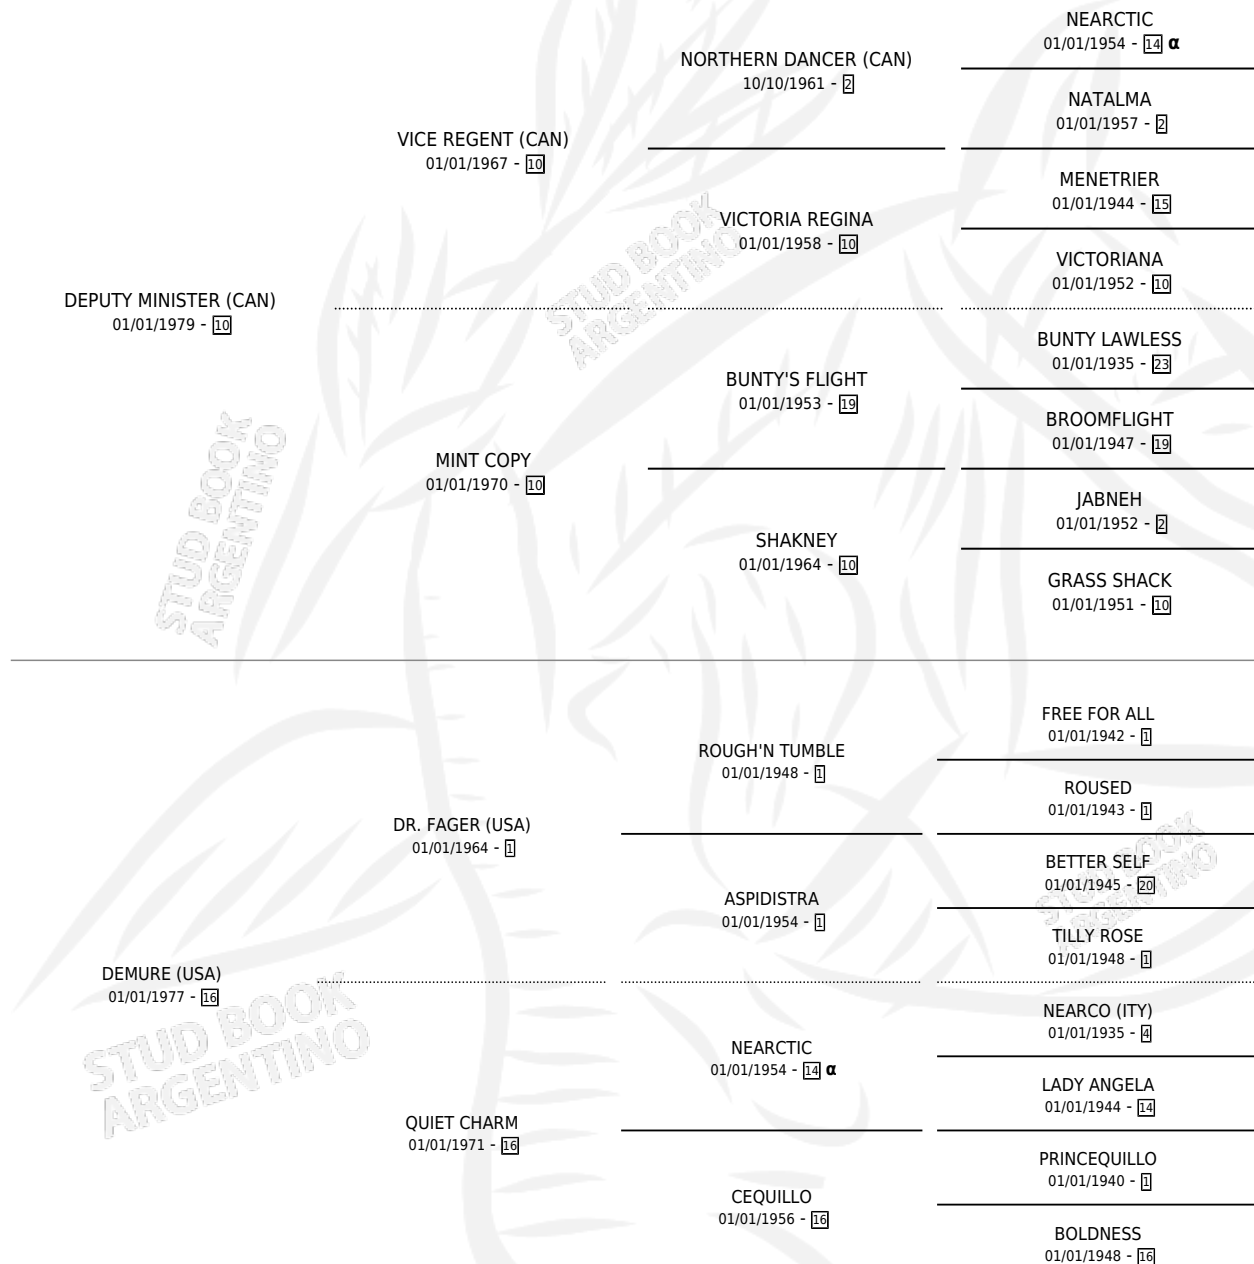 NEARCTIC
01/01/1954 - 14 α
NORTHERN DANCER (CAN)
10/10/1961 - 2
NATALMA
01/01/1957 - 2
VICE REGENT (CAN)
01/01/1967 - 10
MENETRIER
01/01/1944 - 15
VICTORIA REGINA
01/01/1958 - 10
VICTORIANA
01/01/1952 - 10
DEPUTY MINISTER (CAN)
01/01/1979 - 10
STUD BOOK
ARGENTINO
BUNTY LAWLESS
01/01/1935 - 23
BUNTY'S FLIGHT
01/01/1953 - 19
BROOMFLIGHT
01/01/1947 - 19
MINT COPY
01/01/1970 - 10
JABNEH
01/01/1952 - 2
SHAKNEY
01/01/1964 - 10
GRASS SHACK
01/01/1951 - 10
STUD BOOK
ARGENTINO
FREE FOR ALL
01/01/1942 - 1
ROUGH'N TUMBLE
01/01/1948 - 1
ROUSED
01/01/1943 - 1
DR. FAGER (USA)
01/01/1964 - 1
BETTER SELF
01/01/1945 - 20
ASPIDISTRA
01/01/1954 - 1
TILLY ROSE
01/01/1948 - 1
STUD BOOK
ARGENTINO
DEMURE (USA)
01/01/1977 - 16
NEARCO (ITY)
01/01/1935 - 4
NEARCTIC
01/01/1954 - 14 α
LADY ANGELA
01/01/1944 - 14
STUD BOOK
ARGENTINO
QUIET CHARM
01/01/1971 - 16
PRINCEQUILLO
01/01/1940 - 1
CEQUILLO
01/01/1956 - 16
BOLDNESS
01/01/1948 - 16